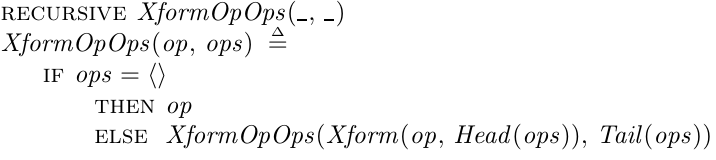 RECURSIVE XformOpOps(_, _)
XformOpOps(op, ops) ≜
IF ops = ⟨⟩
THEN op
ELSE XformOpOps(Xform(op, Head(ops)), Tail(ops))